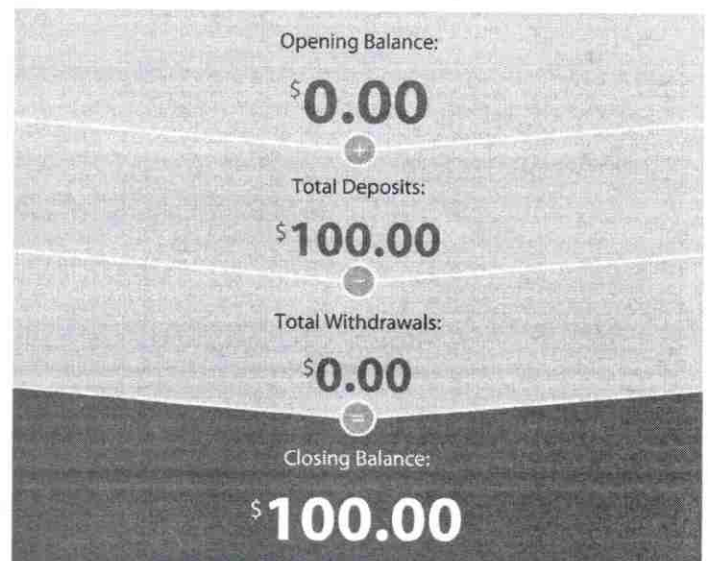 Opening Balance:
$0.00
+
Total Deposits:
$100.00
-
Total Withdrawals:
$0.00
=
Closing Balance:
$100.00